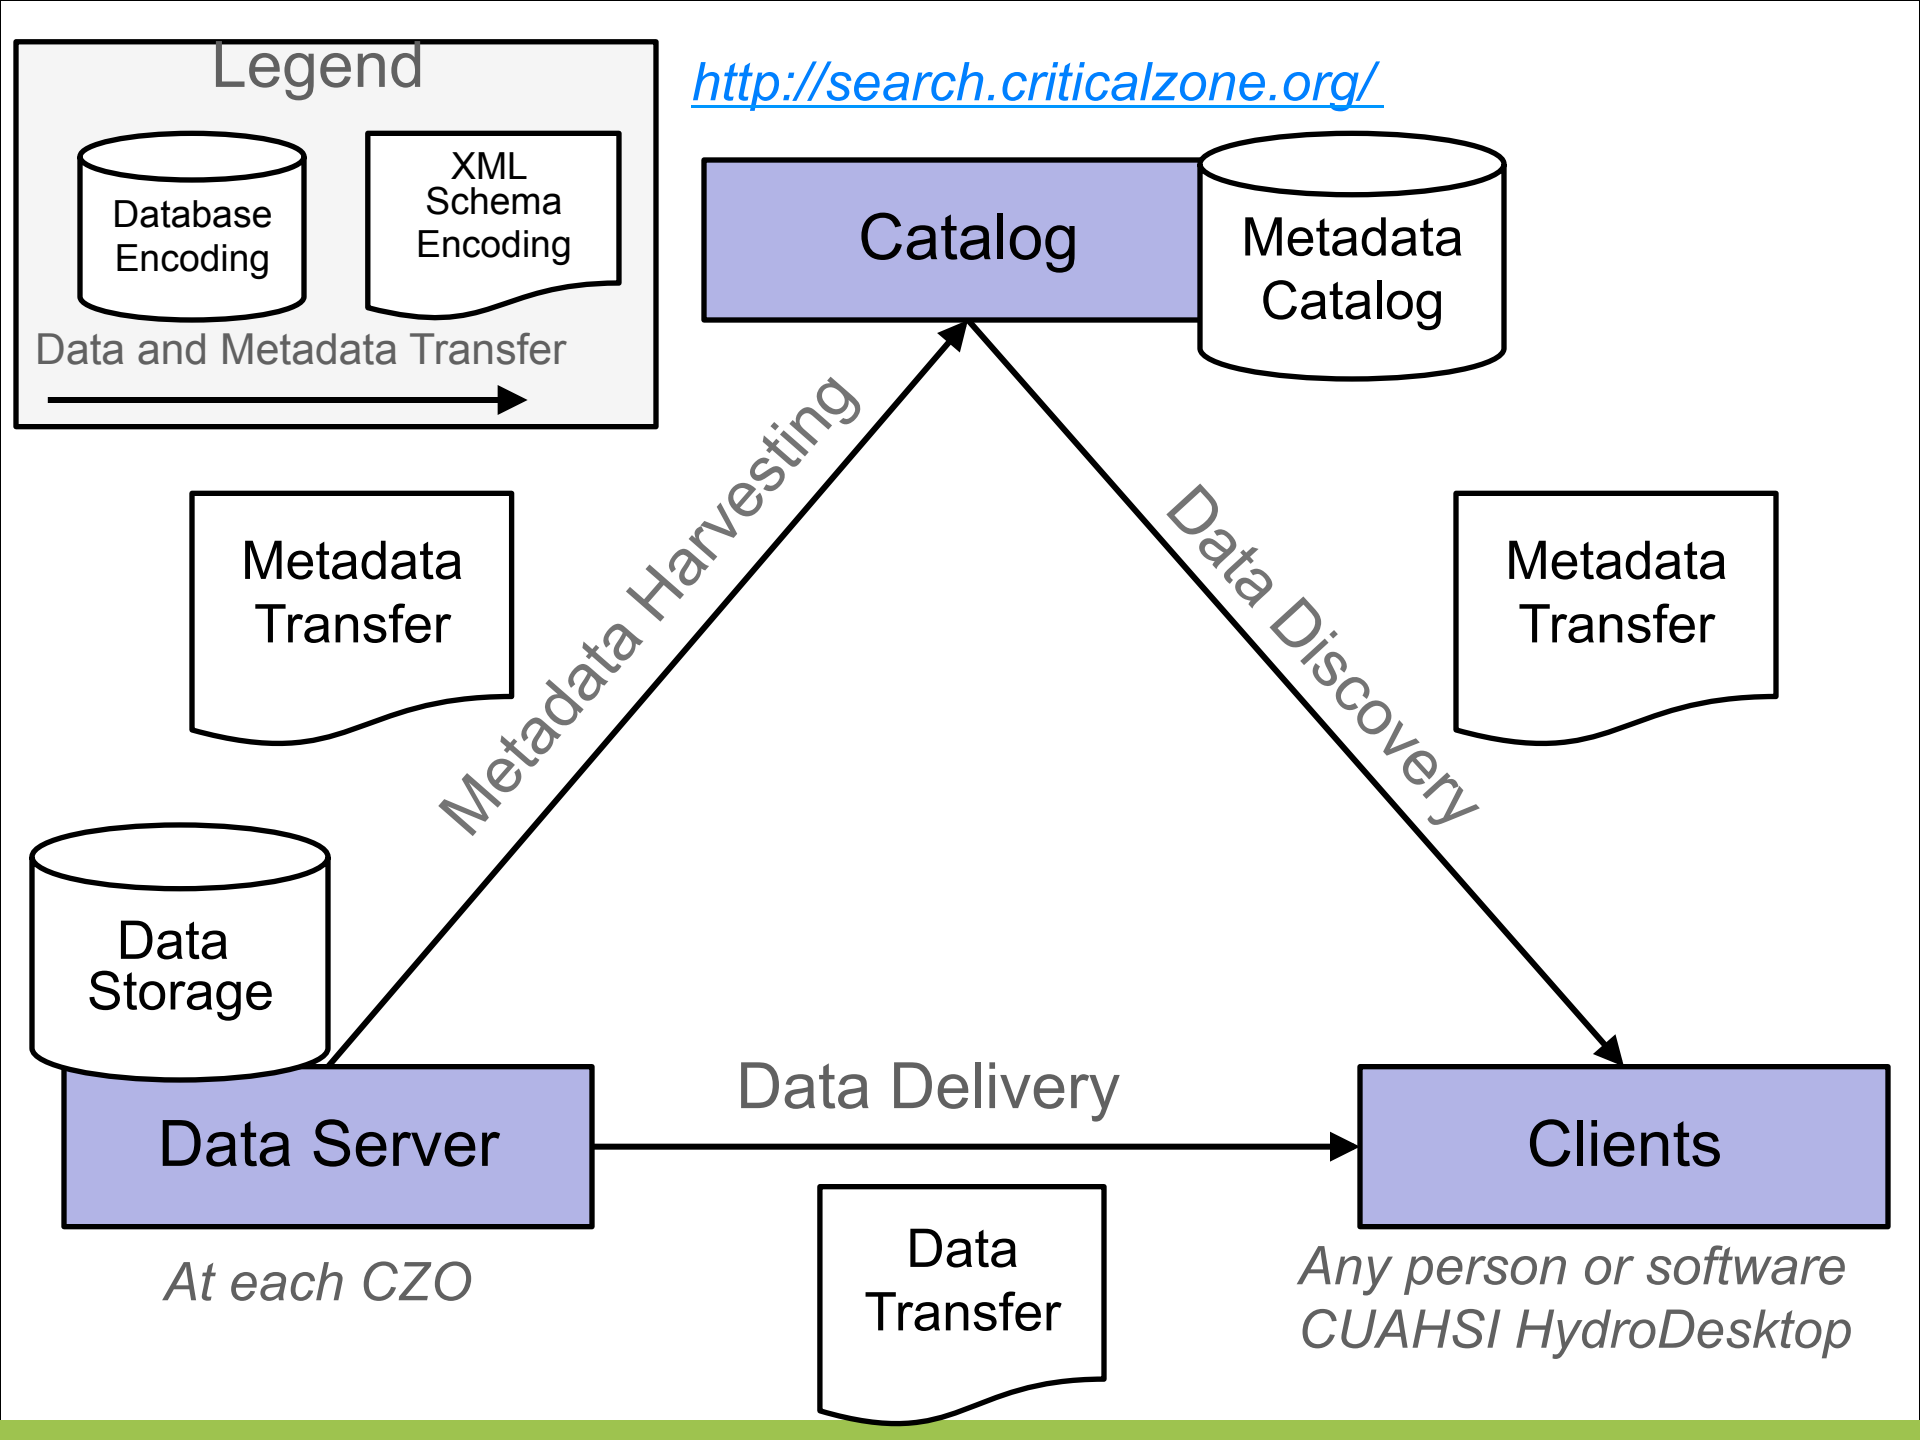 Legend
http://search.criticalzone.org/
Database
Encoding
XML
Schema
Encoding
Data and Metadata Transfer
Catalog
Metadata
Catalog
Metadata
Transfer
Metadata Harvesting
Data Discovery
Metadata
Transfer
Data
Storage
Data Server
At each CZO
Data Delivery
Data
Transfer
Clients
Any person or software
CUAHSI HydroDesktop